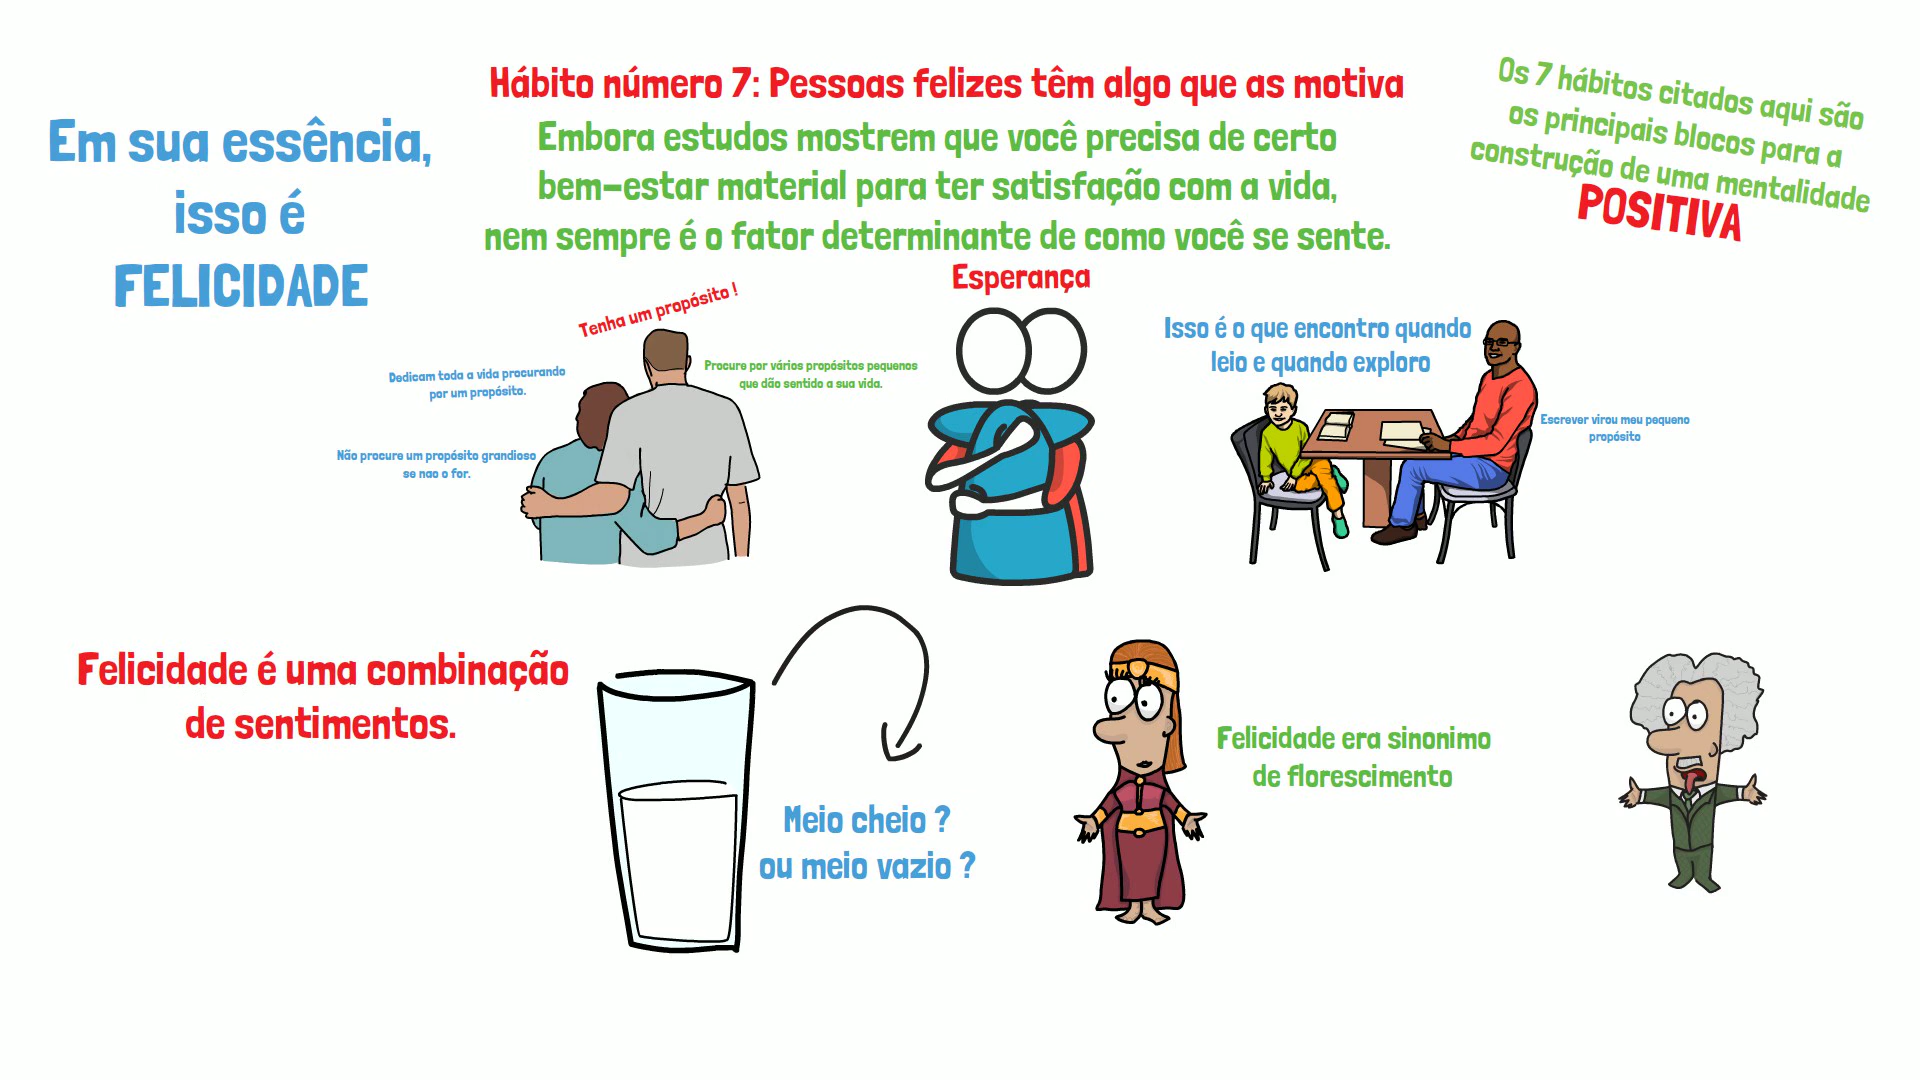 Em sua essência,
isso é
FELICIDADE
Hábito número 7: Pessoas felizes têm algo que as motiva
Embora estudos mostrem que você precisa de certo
bem-estar material para ter satisfação com a vida,
nem sempre é o fator determinante de como você se sente.
Os 7 hábitos citados aqui são
os principais blocos para a
construção de uma mentalidade
POSITIVA
Tenha um propósito !
Dedicam toda a vida procurando
por um propósito.
Procure por vários propósitos pequenos
que dão sentido a sua vida.
Não procure um propósito grandioso
se nao o for.
Esperança
Isso é o que encontro quando
leio e quando exploro
Escrever virou meu pequeno
propósito
Felicidade é uma combinação
de sentimentos.
Meio cheio ?
ou meio vazio ?
Felicidade era sinonimo
de florescimento